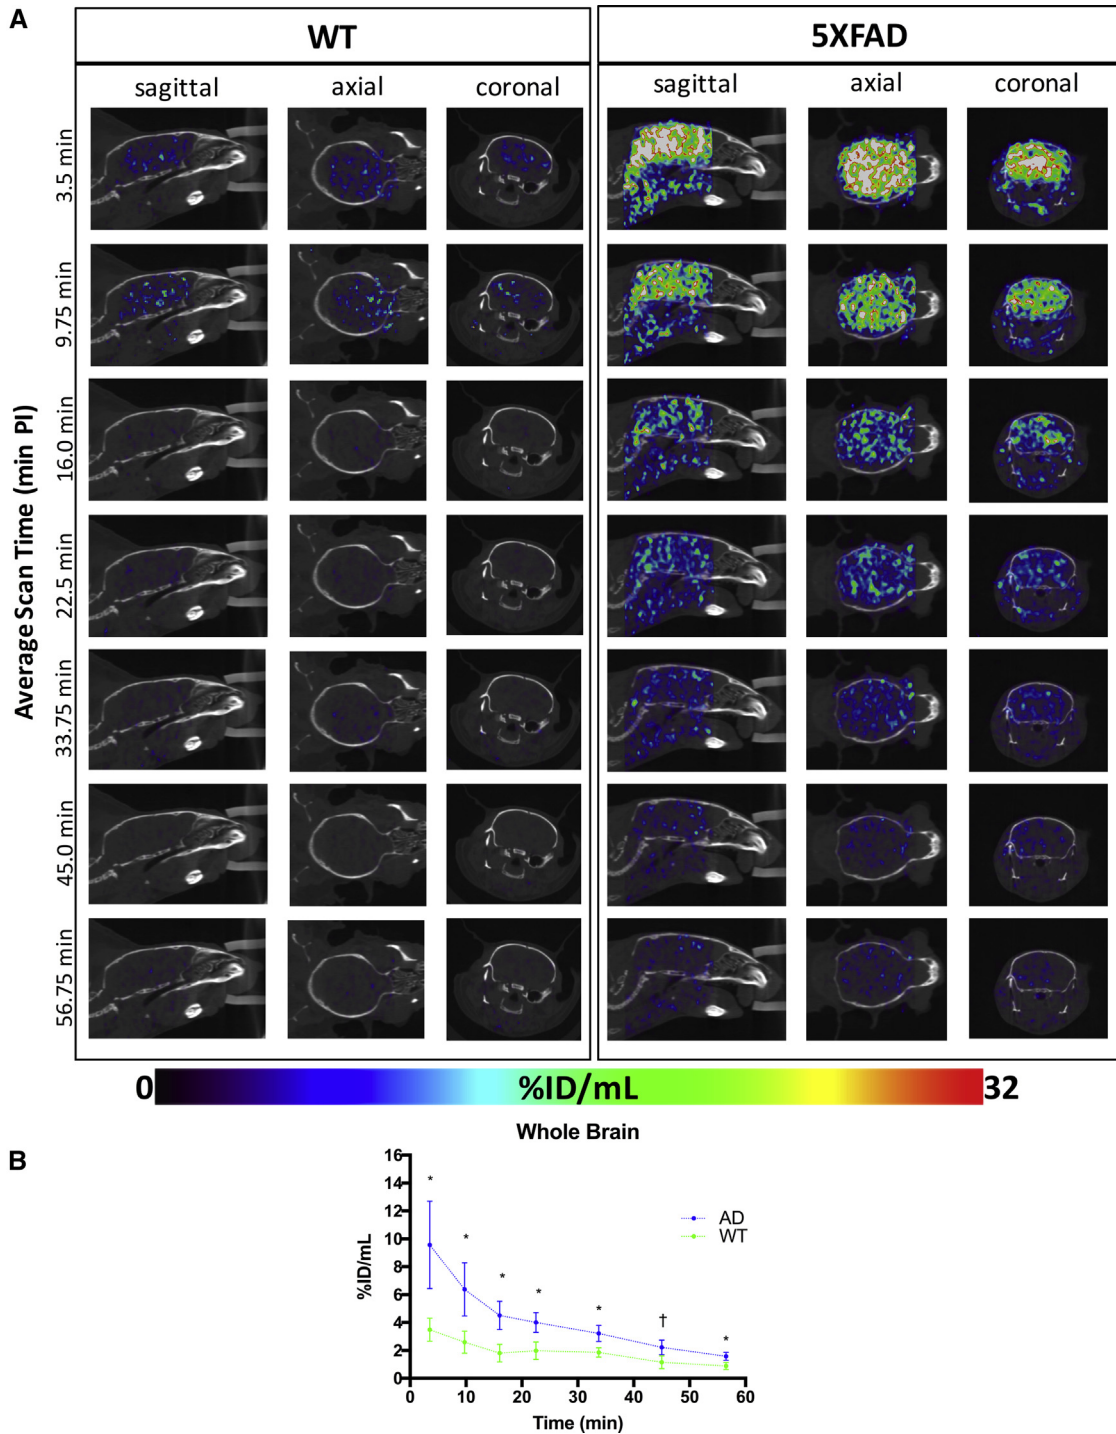 A
WT
5XFAD
sagittal axial coronal sagittal axial coronal
Average Scan Time (min PI)
3.5 min
9.75 min
16.0 min
22.5 min
33.75 min
45.0 min
56.75 min
0 %ID/mL 32
B
Whole Brain
%ID/mL
16
14
12
10
8
6
4
2
0
* * * * * † *
AD
WT
0 10 20 30 40 50 60
Time (min)